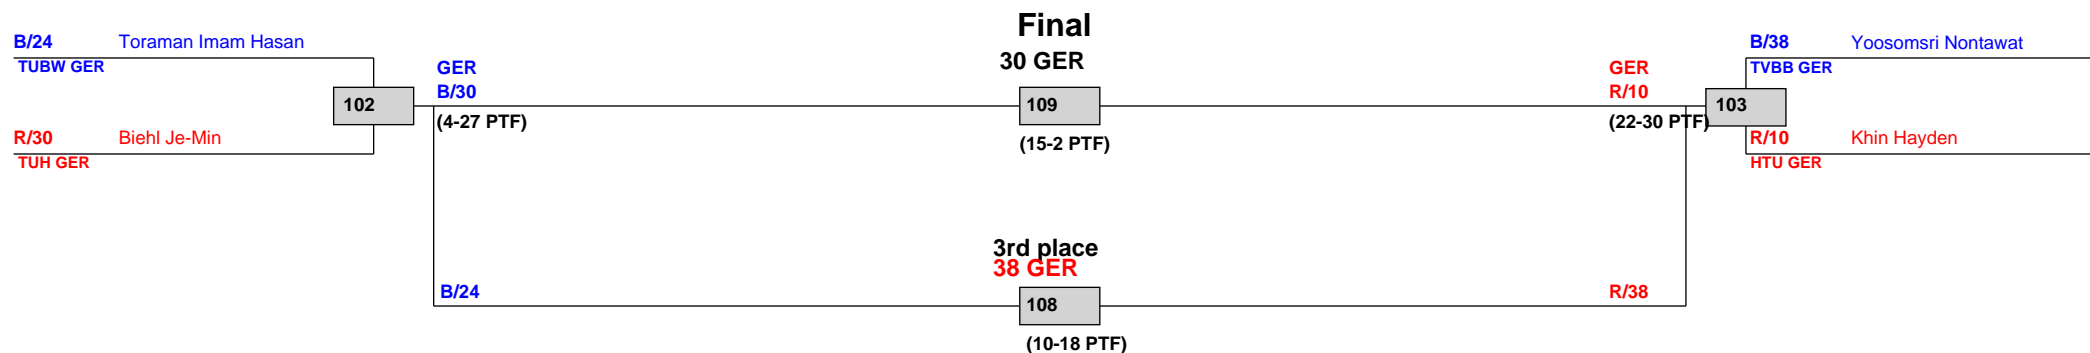 Final
30 GER
B/24 Toraman Imam Hasan
TUBW GER
GER
B/30
102
(4-27 PTF)
R/30 Biehl Je-Min
TUH GER
109
(15-2 PTF)
GER
R/10
(22-30 PTF)
B/38 Yoosomsri Nontawat
TVBB GER
103
R/10 Khin Hayden
HTU GER
3rd place
38 GER
B/24
108
R/38
(10-18 PTF)